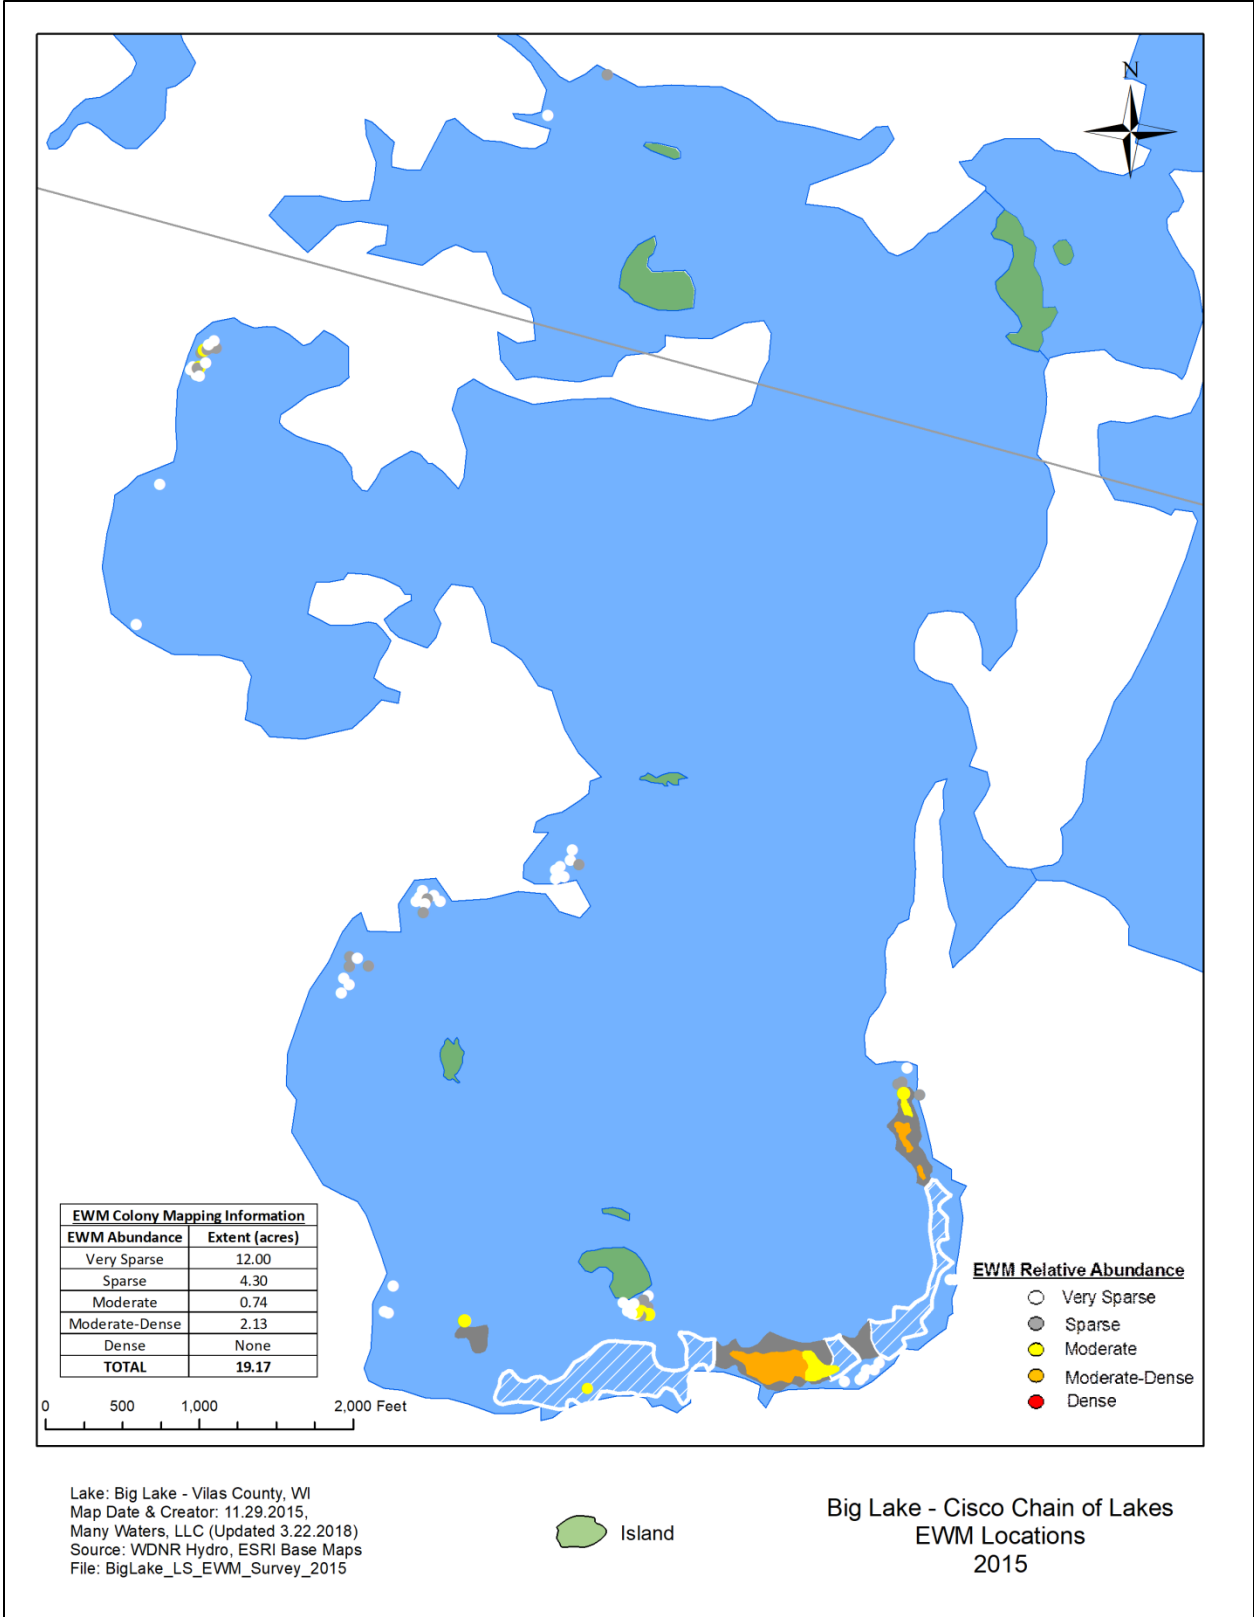 N
EWM Colony Mapping Information
EWM Abundance Extent (acres)
Very Sparse 12.00
Sparse 4.30
Moderate 0.74
Moderate-Dense 2.13
Dense None
TOTAL 19.17
0 500 1,000 2,000 Feet
EWM Relative Abundance
Very Sparse
Sparse
Moderate
Moderate-Dense
Dense
Lake: Big Lake - Vilas County, WI
Map Date & Creator: 11.29.2015,
Many Waters, LLC (Updated 3.22.2018)
Source: WDNR Hydro, ESRI Base Maps
File: BigLake_LS_EWM_Survey_2015
Island
Big Lake - Cisco Chain of Lakes
EWM Locations
2015